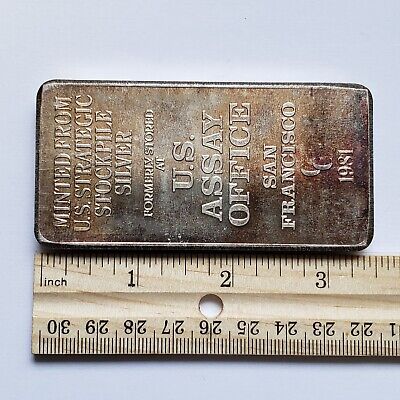 MINTED FROM
U.S. STRATEGIC
STOCKPILE
SILVER
FORMERLY STORED
AT
U.S.
ASSAY
OFFICE
SAN
FRANCISCO
1981
inch 1 2 3
30 29 28 27 26 25 24 23 22 21 20